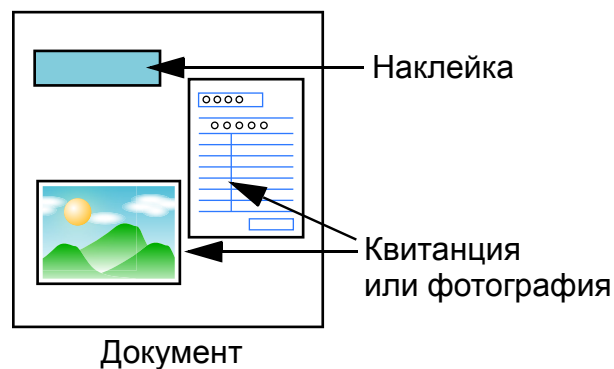 Наклейка
Квитанция
или фотография
Документ